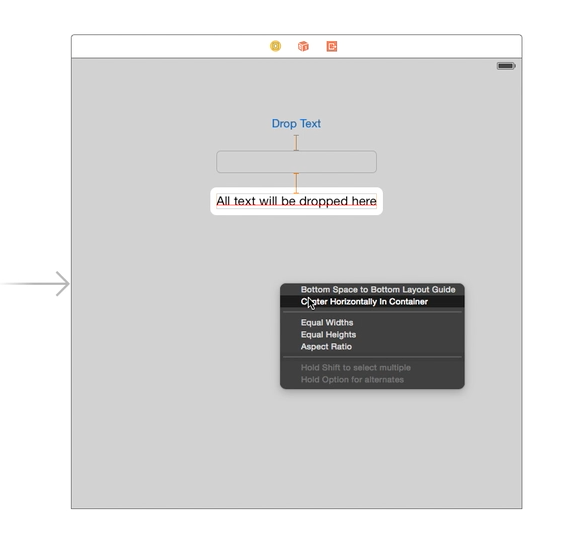 Drop Text
All text will be dropped here
Bottom Space to Bottom Layout Guide
Center Horizontally In Container
Equal Widths
Equal Heights
Aspect Ratio
Hold Shift to select multiple
Hold Option for alternates